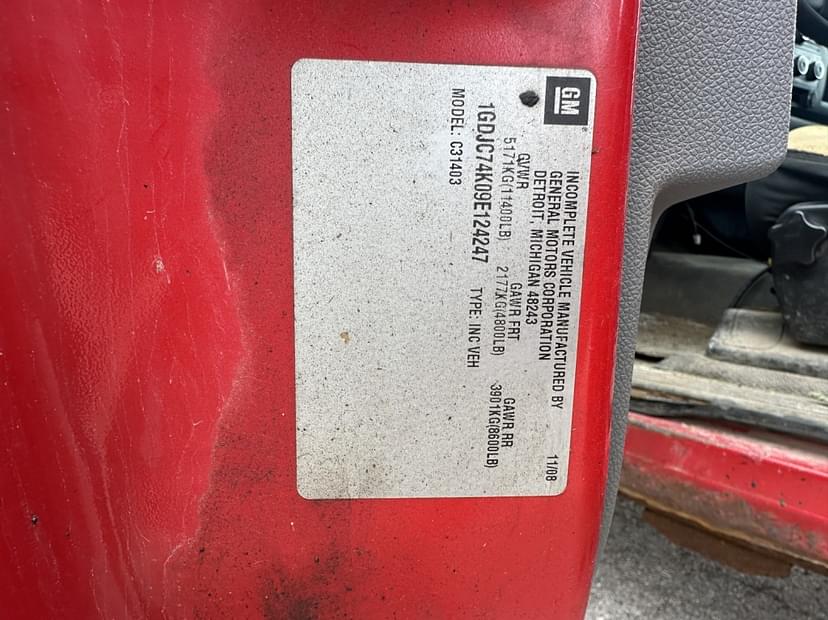 GM
INCOMPLETE VEHICLE MANUFACTURED BY
GENERAL MOTORS CORPORATION
DETROIT, MICHIGAN 48243
11/08
GVWR GAWR FRT GAWR RR
5171KG(11400LB) 2177KG(4800LB) 3901KG(8600LB)
1GDJC74K09E124247 TYPE: INC VEH
MODEL: C31403